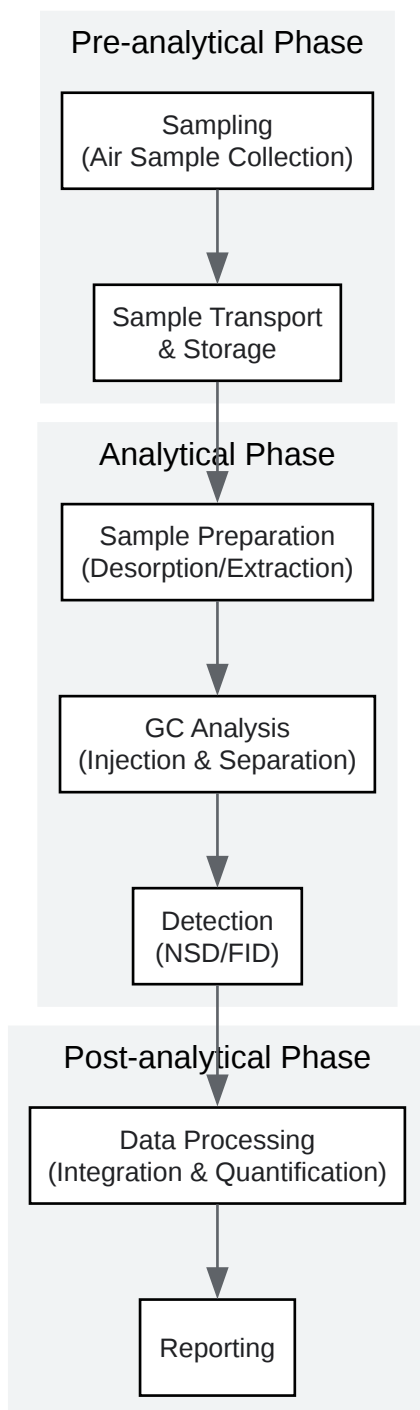 Pre-analytical Phase
Sampling
(Air Sample Collection)
Sample Transport
& Storage
Analytical Phase
Sample Preparation
(Desorption/Extraction)
GC Analysis
(Injection & Separation)
Detection
(NSD/FID)
Post-analytical Phase
Data Processing
(Integration & Quantification)
Reporting